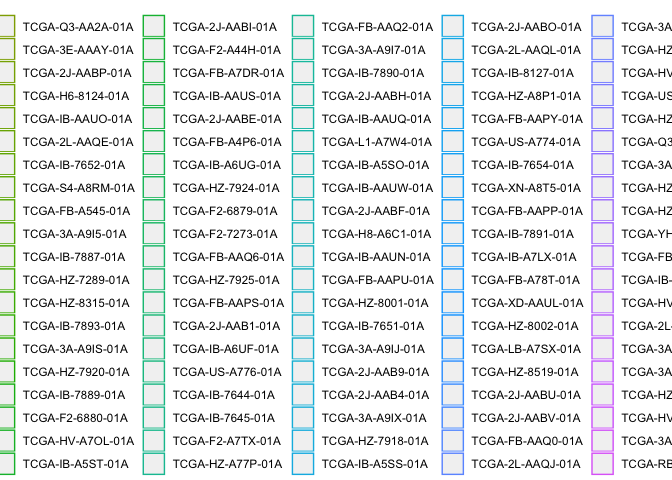 TCGA-Q3-AA2A-01A TCGA-2J-AABI-01A TCGA-FB-AAQ2-01A TCGA-2J-AABO-01A TCGA-3A
TCGA-3E-AAAY-01A TCGA-F2-A44H-01A TCGA-3A-A9I7-01A TCGA-2L-AAQL-01A TCGA-HZ
TCGA-2J-AABP-01A TCGA-FB-A7DR-01A TCGA-IB-7890-01A TCGA-IB-8127-01A TCGA-HV
TCGA-H6-8124-01A TCGA-IB-AAUS-01A TCGA-2J-AABH-01A TCGA-HZ-A8P1-01A TCGA-US
TCGA-IB-AAUO-01A TCGA-2J-AABE-01A TCGA-IB-AAUQ-01A TCGA-FB-AAPY-01A TCGA-HZ
TCGA-2L-AAQE-01A TCGA-FB-A4P6-01A TCGA-L1-A7W4-01A TCGA-US-A774-01A TCGA-Q3
TCGA-IB-7652-01A TCGA-IB-A6UG-01A TCGA-IB-A5SO-01A TCGA-IB-7654-01A TCGA-3A
TCGA-S4-A8RM-01A TCGA-HZ-7924-01A TCGA-IB-AAUW-01A TCGA-XN-A8T5-01A TCGA-HZ
TCGA-FB-A545-01A TCGA-F2-6879-01A TCGA-2J-AABF-01A TCGA-FB-AAPP-01A TCGA-HZ
TCGA-3A-A9I5-01A TCGA-F2-7273-01A TCGA-H8-A6C1-01A TCGA-IB-7891-01A TCGA-YH
TCGA-IB-7887-01A TCGA-FB-AAQ6-01A TCGA-IB-AAUN-01A TCGA-IB-A7LX-01A TCGA-FB
TCGA-HZ-7289-01A TCGA-HZ-7925-01A TCGA-FB-AAPU-01A TCGA-FB-A78T-01A TCGA-IB-
TCGA-HZ-8315-01A TCGA-FB-AAPS-01A TCGA-HZ-8001-01A TCGA-XD-AAUL-01A TCGA-HV
TCGA-IB-7893-01A TCGA-2J-AAB1-01A TCGA-IB-7651-01A TCGA-HZ-8002-01A TCGA-2L
TCGA-3A-A9IS-01A TCGA-IB-A6UF-01A TCGA-3A-A9IJ-01A TCGA-LB-A7SX-01A TCGA-3A
TCGA-HZ-7920-01A TCGA-US-A776-01A TCGA-2J-AAB9-01A TCGA-HZ-8519-01A TCGA-3A
TCGA-IB-7889-01A TCGA-IB-7644-01A TCGA-2J-AAB4-01A TCGA-2J-AABU-01A TCGA-HZ
TCGA-F2-6880-01A TCGA-IB-7645-01A TCGA-3A-A9IX-01A TCGA-2J-AABV-01A TCGA-HV
TCGA-HV-A7OL-01A TCGA-F2-A7TX-01A TCGA-HZ-7918-01A TCGA-FB-AAQ0-01A TCGA-3A
TCGA-IB-A5ST-01A TCGA-HZ-A77P-01A TCGA-IB-A5SS-01A TCGA-2L-AAQJ-01A TCGA-RB